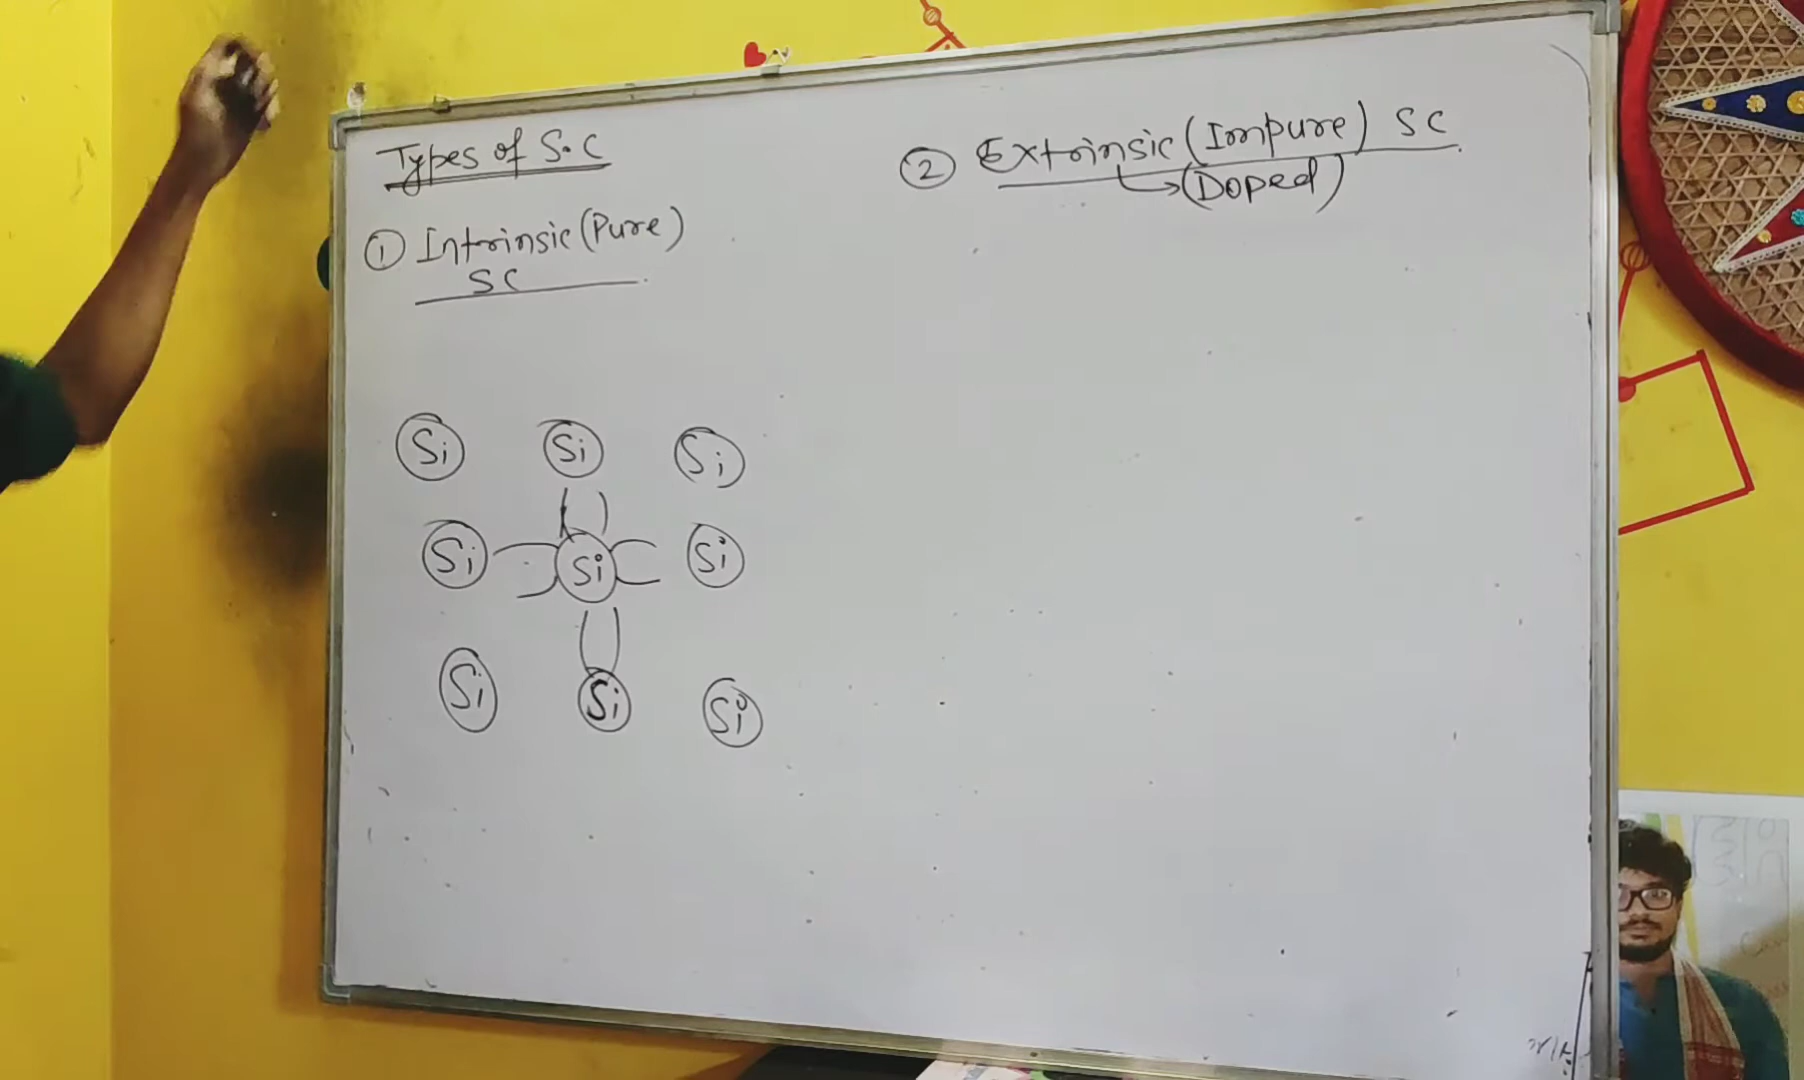 Types of S.C
① Intrinsic (Pure)
SC
② Extrinsic (Impure) SC
(Doped)
Si Si Si
Si Si Si
Si Si Si